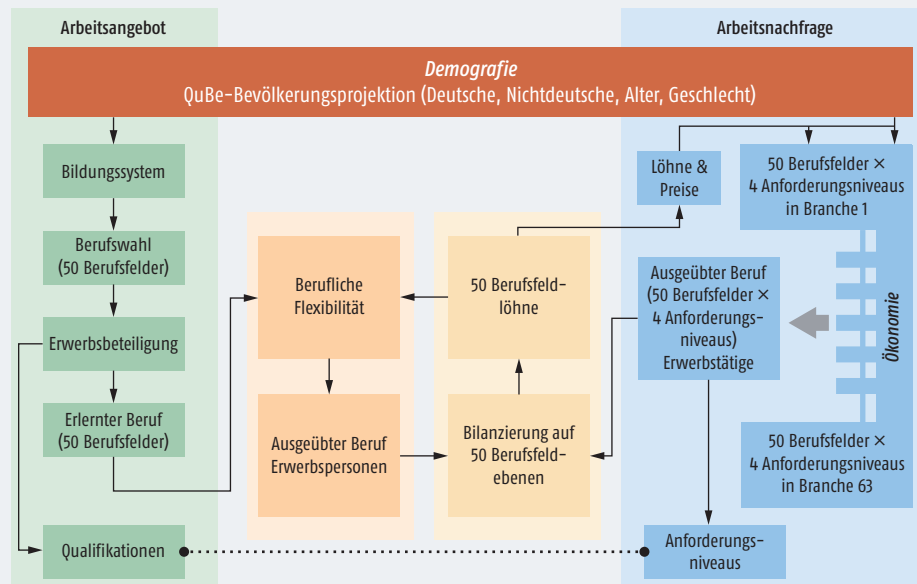 Arbeitsangebot
Arbeitsnachfrage
Demografie
QuBe-Bevölkerungsprojektion (Deutsche, Nichtdeutsche, Alter, Geschlecht)
Bildungssystem
Berufswahl
(50 Berufsfelder)
Erwerbsbeteiligung
Erlernter Beruf
(50 Berufsfelder)
Qualifikationen
Berufliche
Flexibilität
Ausgeübter Beruf
Erwerbspersonen
50 Berufsfeld-
löhne
Bilanzierung auf
50 Berufsfeld-
ebenen
Löhne &
Preise
Ausgeübter Beruf
(50 Berufsfelder ×
4 Anforderungs-
niveaus)
Erwerbstätige
Anforderungs-
niveaus
50 Berufsfelder ×
4 Anforderungsniveaus
in Branche 1
Ökonomie
50 Berufsfelder ×
4 Anforderungsniveaus
in Branche 63